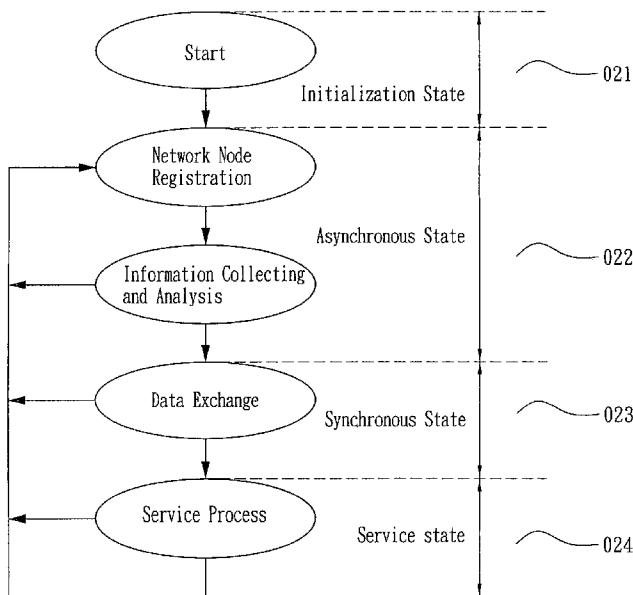 Start
Initialization State
021
Network Node
Registration
Asynchronous State
022
Information Collecting
and Analysis
Data Exchange
Synchronous State
023
Service Process
Service state
024